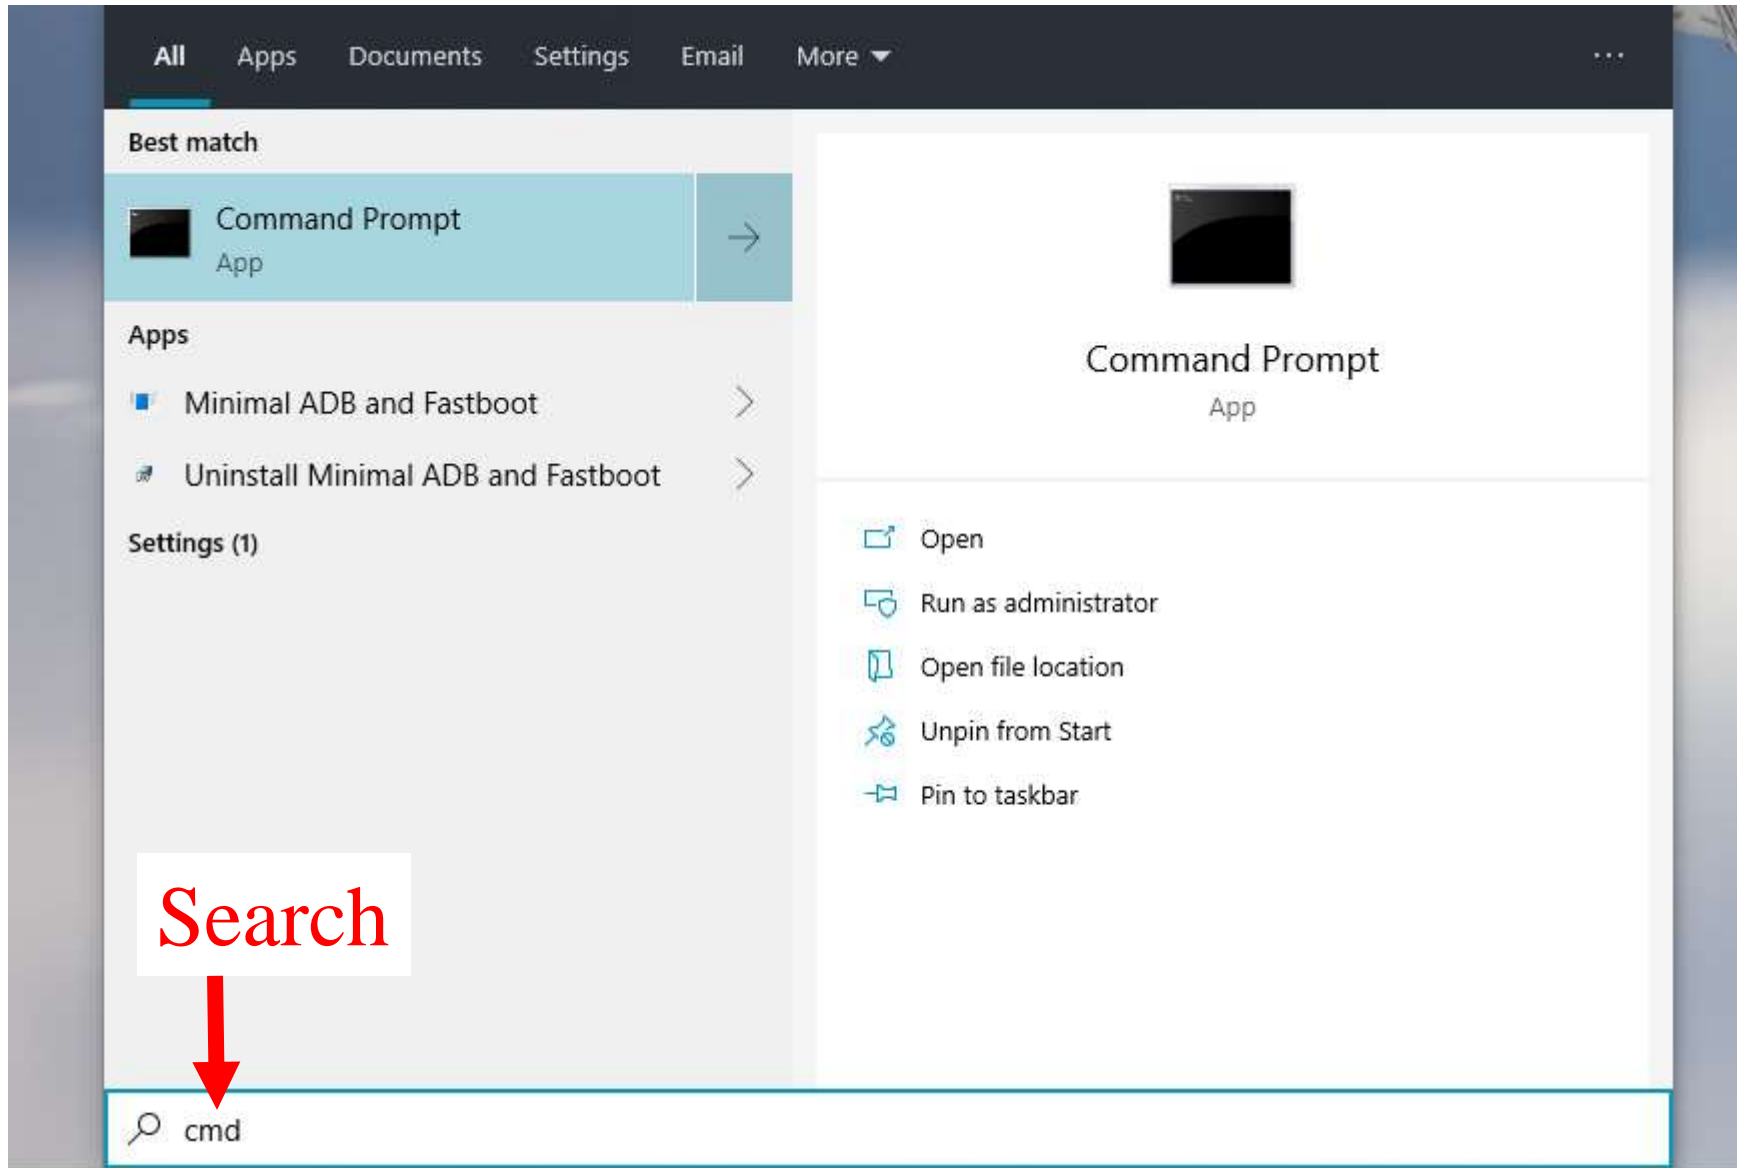 All Apps Documents Settings Email More ...
Best match
Command Prompt
App
Apps
Minimal ADB and Fastboot
Uninstall Minimal ADB and Fastboot
Settings (1)
Command Prompt
App
Open
Run as administrator
Open file location
Unpin from Start
Pin to taskbar
Search
cmd